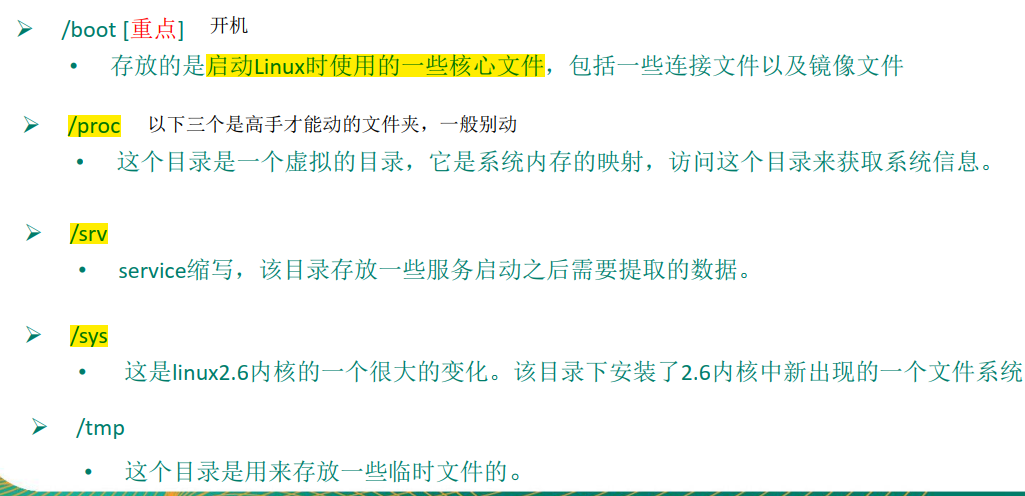 /boot [重点] 开机
存放的是启动Linux时使用的一些核心文件，包括一些连接文件以及镜像文件
/proc 以下三个是高手才能动的文件夹，一般别动
这个目录是一个虚拟的目录，它是系统内存的映射，访问这个目录来获取系统信息。
/srv
service缩写，该目录存放一些服务启动之后需要提取的数据。
/sys
这是linux2.6内核的一个很大的变化。该目录下安装了2.6内核中新出现的一个文件系统
/tmp
这个目录是用来存放一些临时文件的。